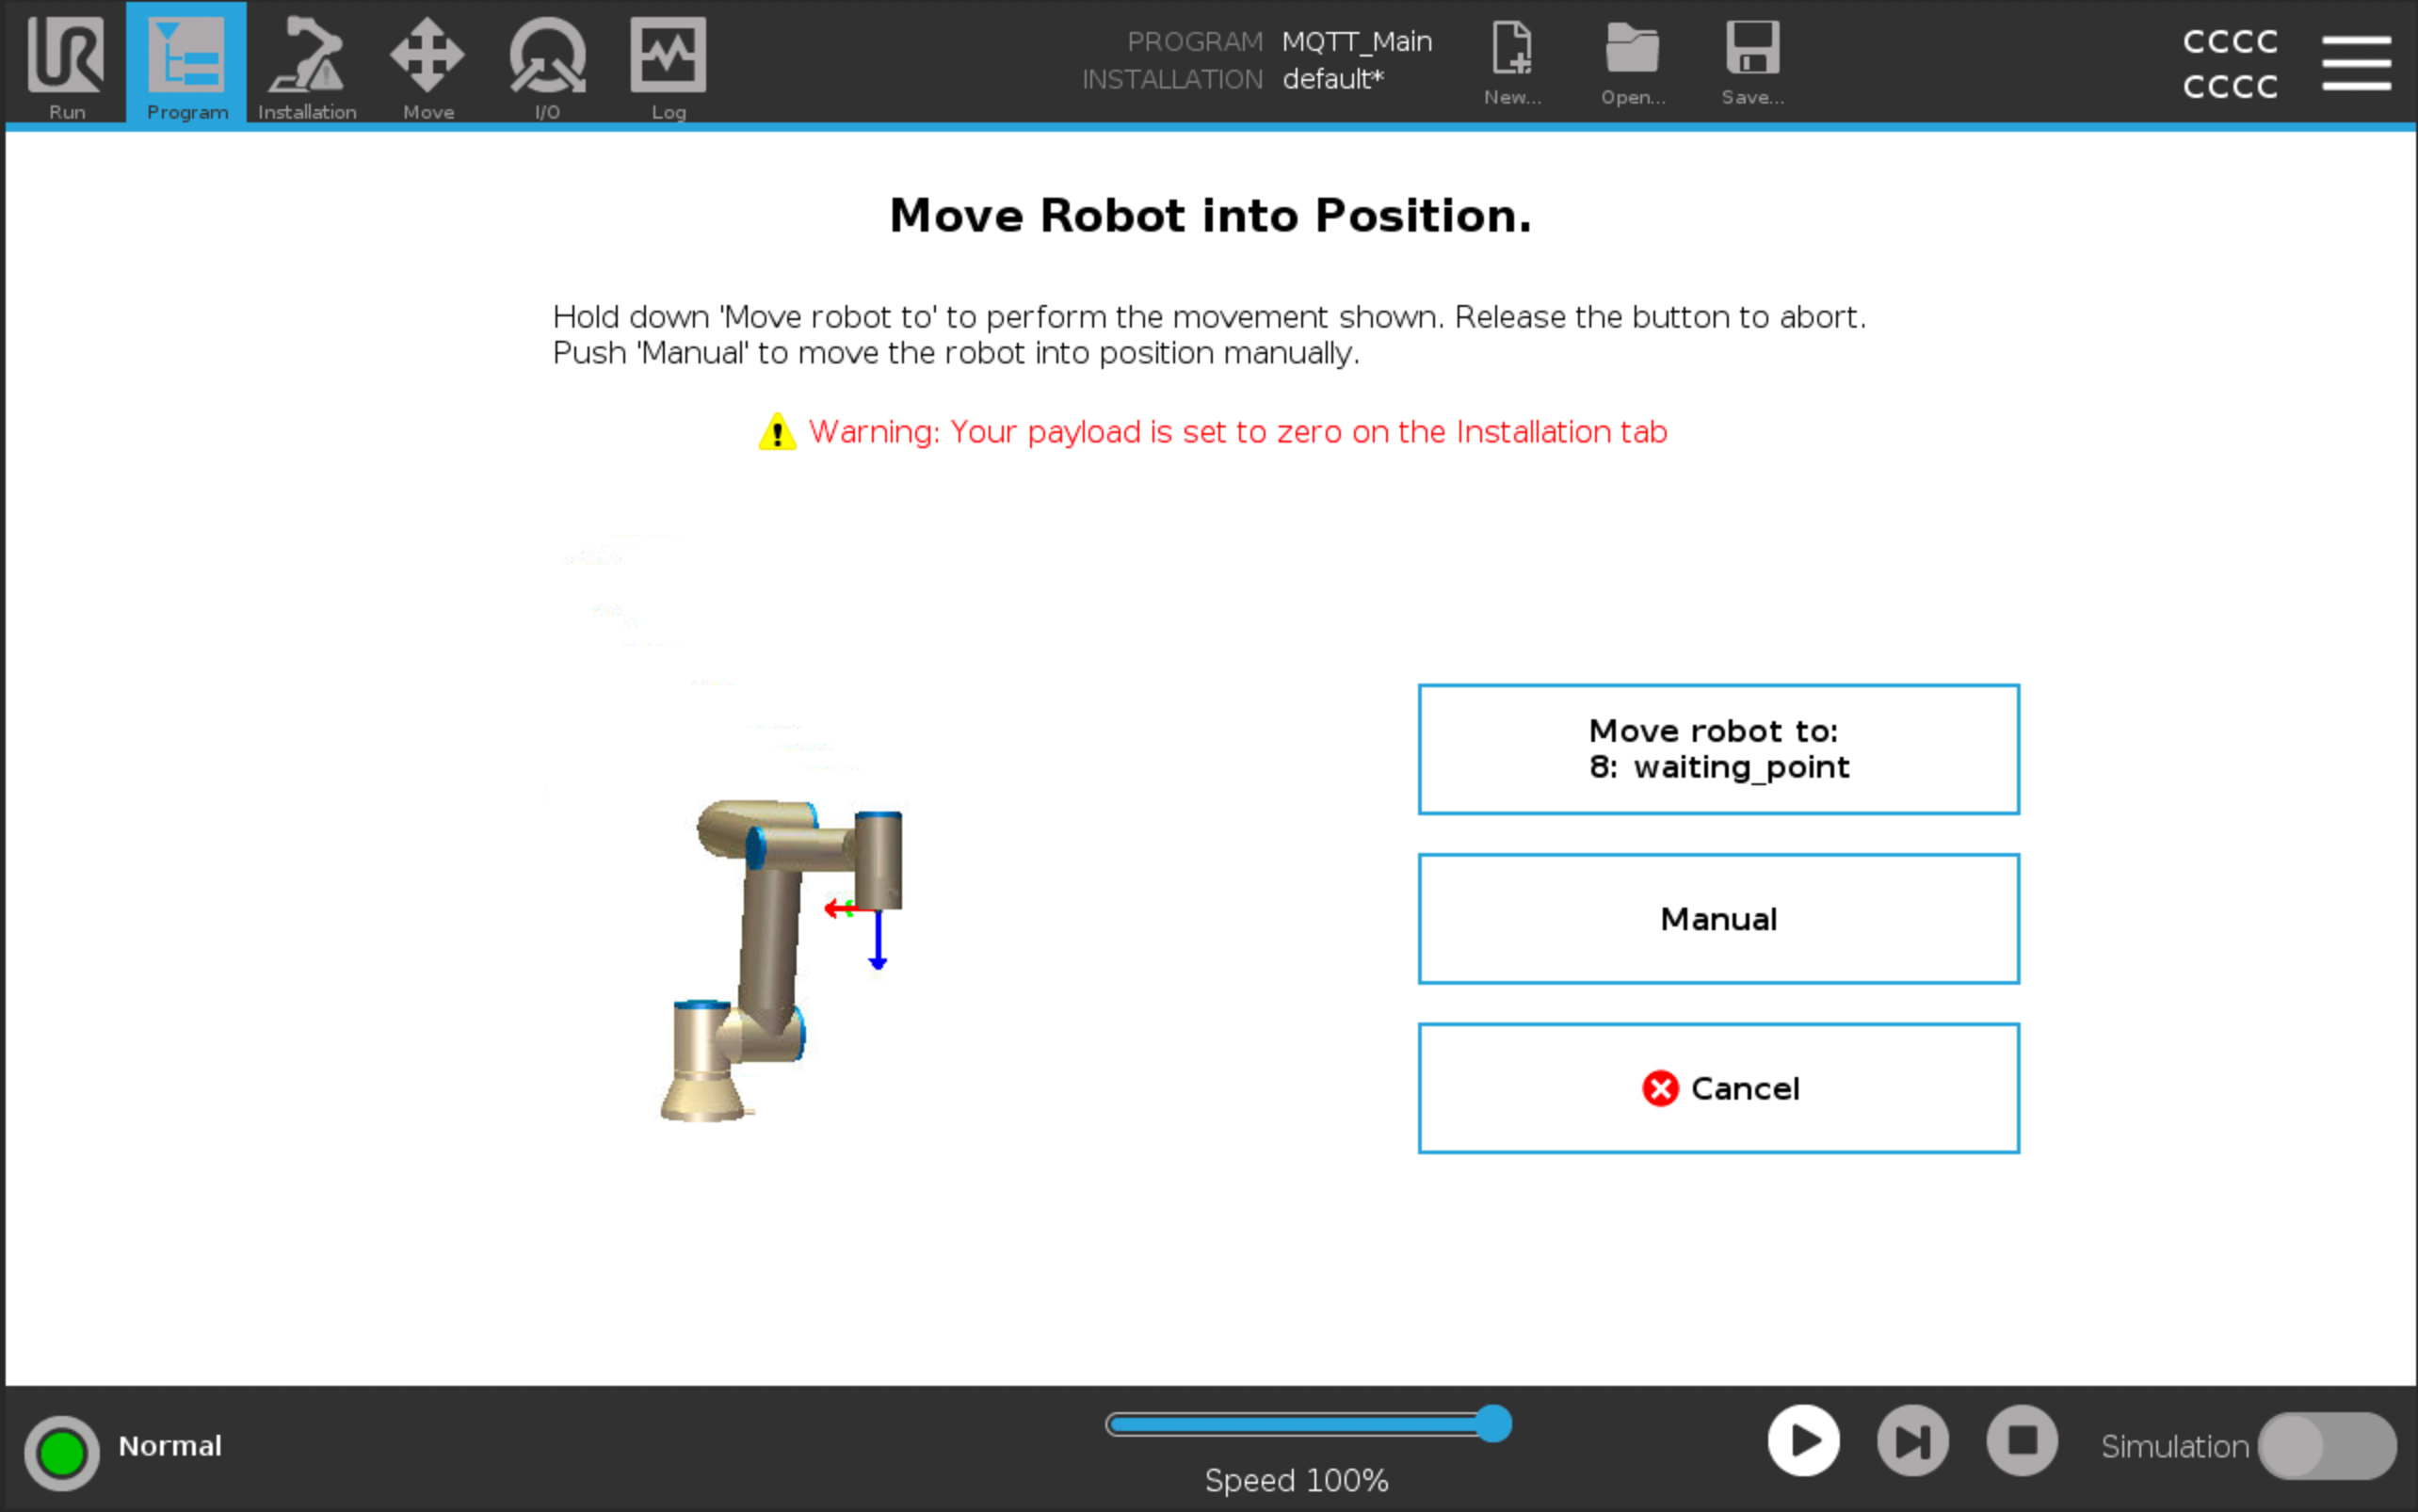 PROGRAM MQTT_Main
INSTALLATION default*
CCCC
CCCC
Run
Program
Installation
Move
I/O
Log
New...
Open...
Save...
Move Robot into Position.
Hold down 'Move robot to' to perform the movement shown. Release the button to abort.
Push 'Manual' to move the robot into position manually.
Warning: Your payload is set to zero on the Installation tab
Move robot to:
8: waiting_point
Manual
Cancel
Normal
Speed 100%
Simulation